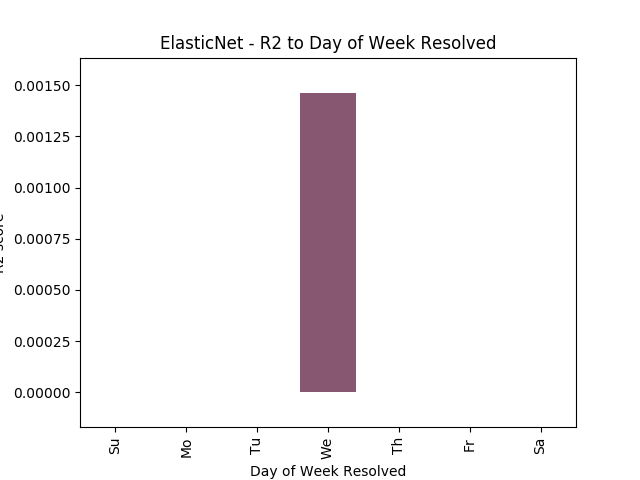 ElasticNet - R2 to Day of Week Resolved
0.00150
0.00125
0.00100
0.00075
0.00050
0.00025
0.00000
Su
Mo
Tu
We
Th
Fr
Sa
Day of Week Resolved